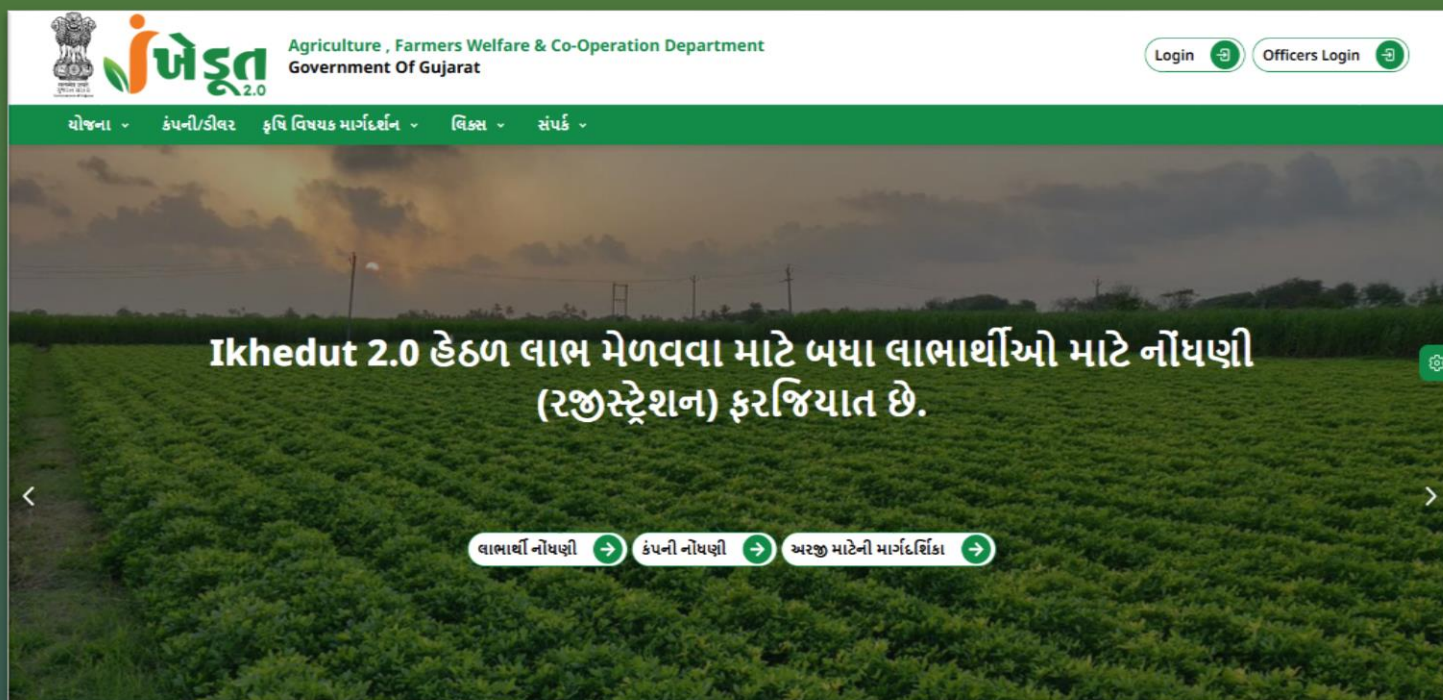 ખેડૂત
2.0
Agriculture , Farmers Welfare & Co-Operation Department
Government Of Gujarat
Login
Officers Login
યોજના
કંપની/ડીલર
કૃષિ વિષયક માર્ગદર્શન
લિંક્સ
સંપર્ક
Ikhedut 2.0 હેઠળ લાભ મેળવવા માટે બધા લાભાર્થીઓ માટે નોંધણી
(રજીસ્ટ્રેશન) ફરજિયાત છે.
લાભાર્થી નોંધણી
કંપની નોંધણી
અરજી માટેની માર્ગદર્શિકા